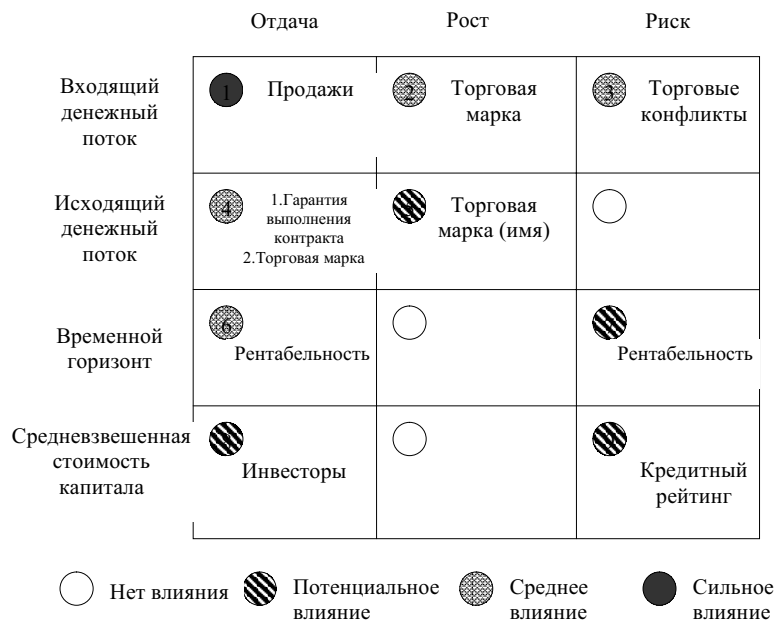 Отдача Рост Риск
Входящий
денежный
поток
1 Продажи
2 Торговая
марка
3 Торговые
конфликты
Исходящий
денежный
поток
4 1.Гарантия
выполнения
контракта
2.Торговая марка
Торговая
марка (имя)
Временной
горизонт
6
Рентабельность
Рентабельность
Средневзвешенная
стоимость
капитала
Инвесторы
Кредитный
рейтинг
Нет влияния
Потенциальное
влияние
Среднее
влияние
Сильное
влияние